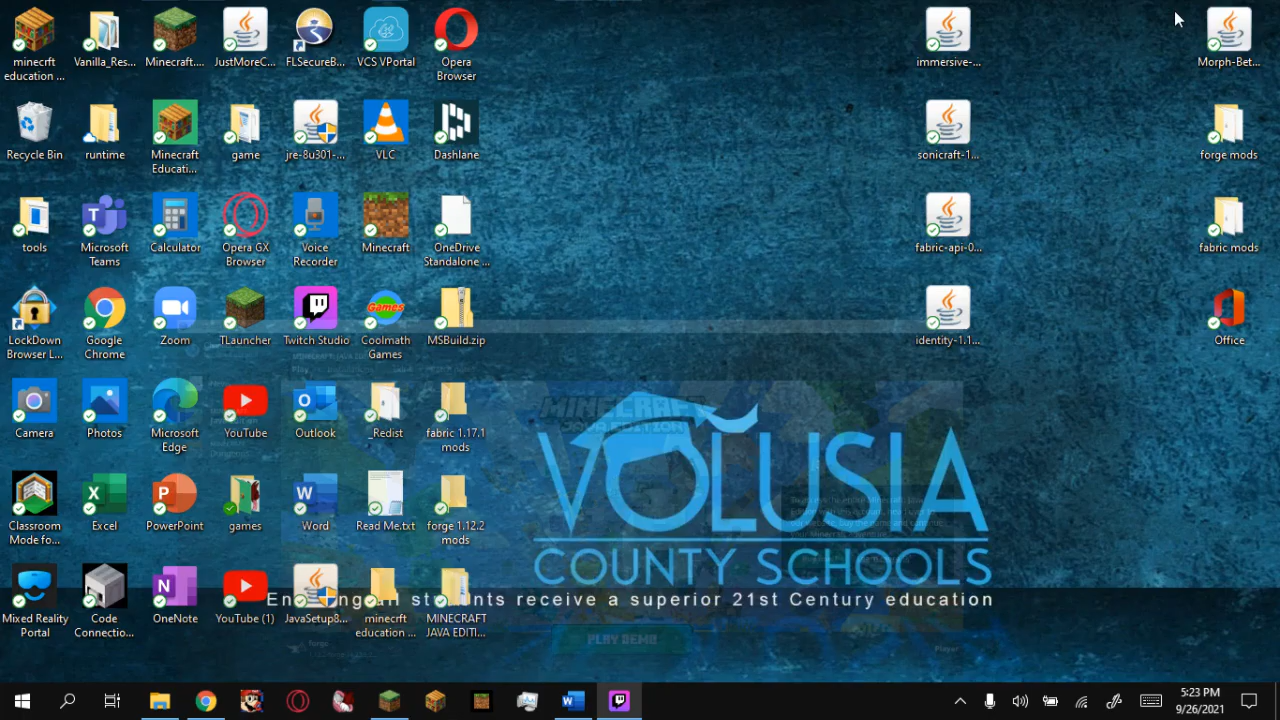 minecrft
education ...
Vanilla_Res...
Minecraft....
JustMoreC...
FLSecureB...
VCS VPortal
Opera
Browser
immersive-...
Morph-Bet...
Recycle Bin
runtime
Minecraft
Educati...
game
jre-8u301-...
VLC
Dashlane
sonicraft-1...
forge mods
tools
Microsoft
Teams
Calculator
Opera GX
Browser
Voice
Recorder
Minecraft
OneDrive
Standalone ...
fabric-api-0...
fabric mods
LockDown
Browser L...
Google
Chrome
Zoom
TLauncher
Twitch Studio
Games
Coolmath
Games
MSBuild.zip
identity-1.1...
Office
Camera
Photos
Microsoft
Edge
YouTube
Outlook
_Redist
fabric 1.17.1
mods
MINECRAFT
JAVA EDITION
VOLUSIA
COUNTY SCHOOLS
Classroom
Mode fo...
Excel
PowerPoint
games
Word
Read Me.txt
forge 1.12.2
mods
students receive a superior 21st Century education
Mixed Reality
Portal
Code
Connectio...
OneNote
YouTube (1)
JavaSetup8...
minecrft
education ...
MINECRAFT
JAVA EDITI...
PLAY DEMO
5:23 PM
9/26/2021